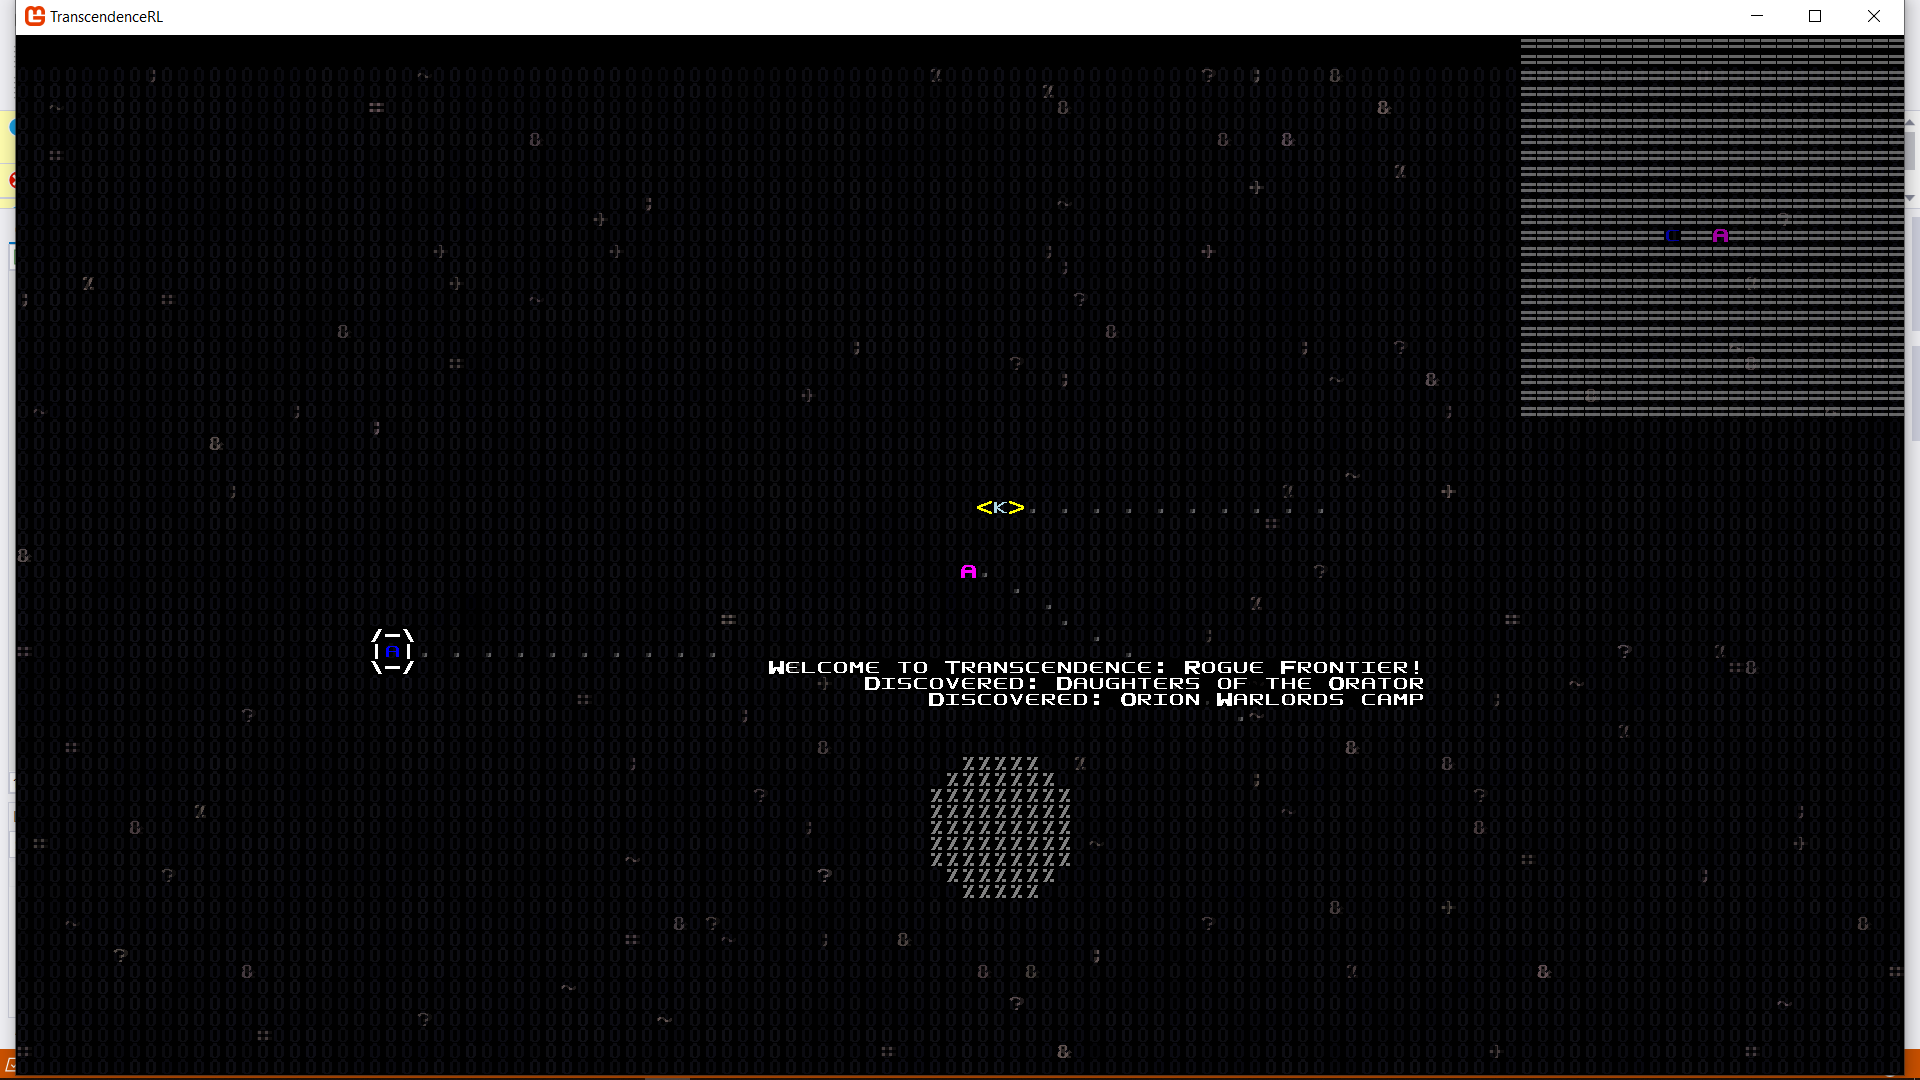 TranscendenceRL
C A
<K>
A
A
Welcome to Transcendence: Rogue Frontier!
Discovered: Daughters of the Orator
Discovered: Orion Warlords camp